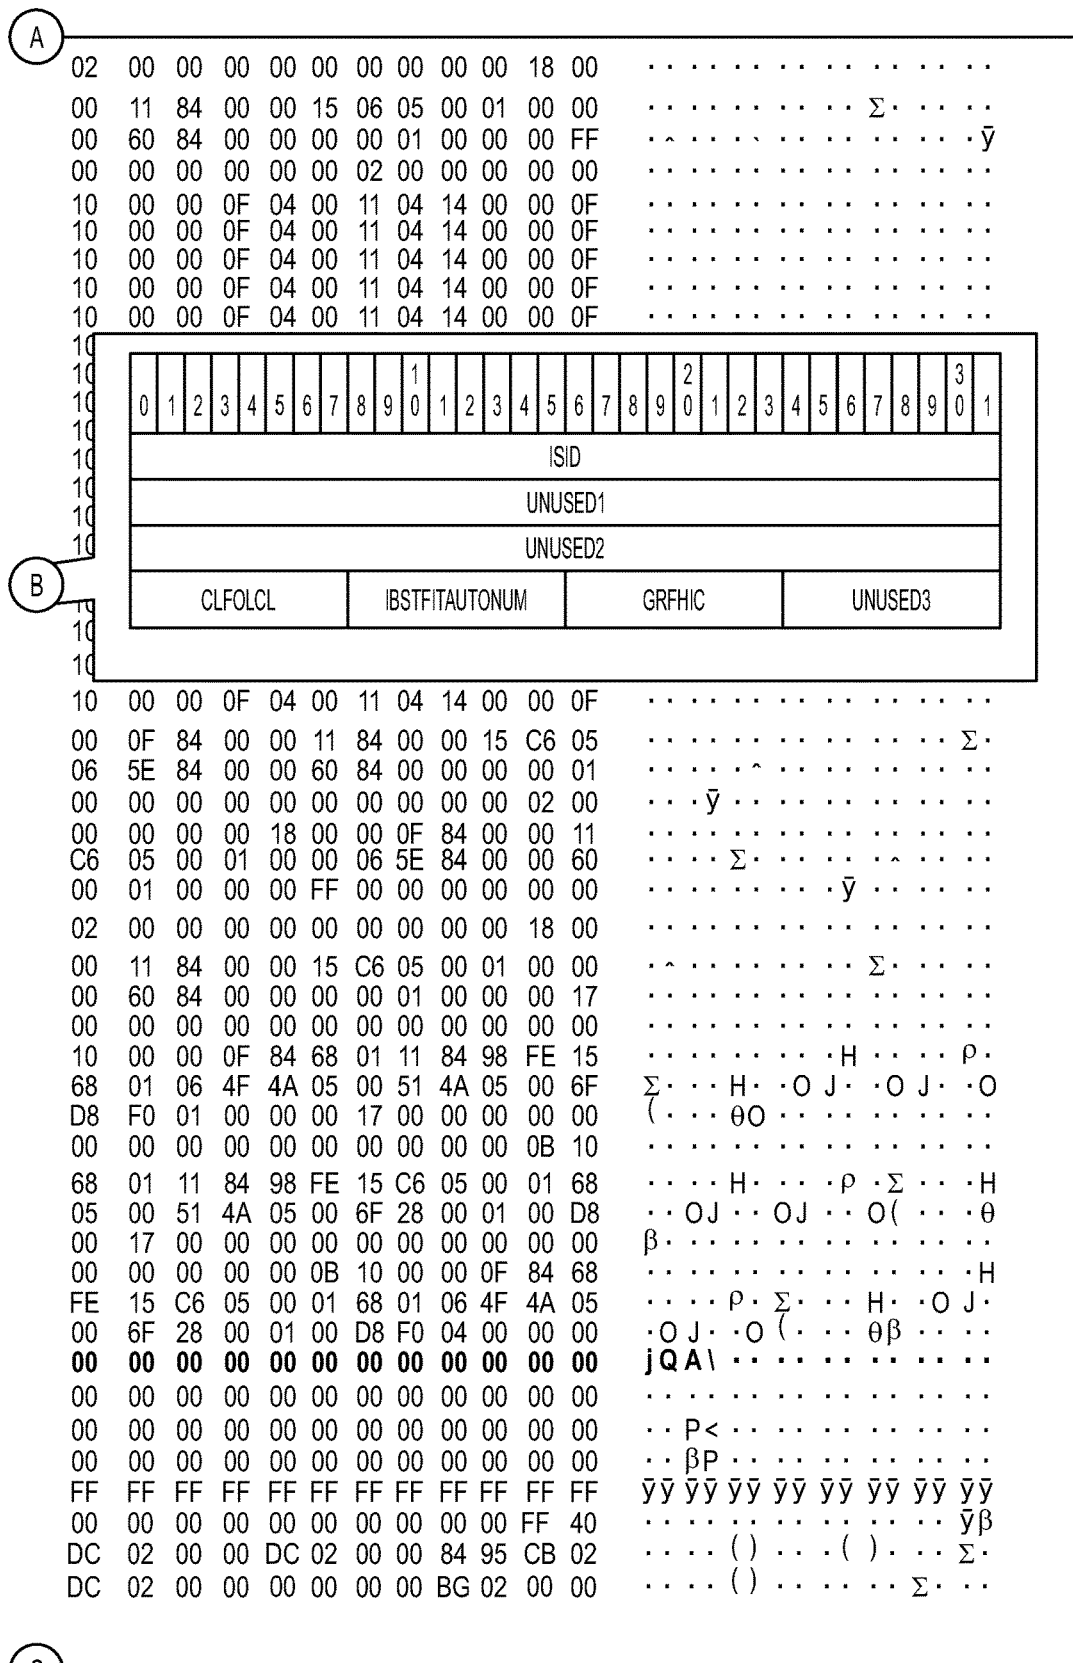 A
02 00 00 00 00 00 00 00 00 00 18 00 . . . . . . . . . . . . . . . .
00 11 84 00 00 15 06 05 00 01 00 00 . . . . . . . . . . Σ . . . . .
00 60 84 00 00 00 00 01 00 00 00 FF . ˆ . . . ` . . . . . . . . . ȳ
00 00 00 00 00 00 02 00 00 00 00 00 . . . . . . . . . . . . . . . .
10 00 00 0F 04 00 11 04 14 00 00 0F . . . . . . . . . . . . . . . .
10 00 00 0F 04 00 11 04 14 00 00 0F . . . . . . . . . . . . . . . .
10 00 00 0F 04 00 11 04 14 00 00 0F . . . . . . . . . . . . . . . .
10 00 00 0F 04 00 11 04 14 00 00 0F . . . . . . . . . . . . . . . .
10 00 00 0F 04 00 11 04 14 00 00 0F . . . . . . . . . . . . . . . .
1 2 3
0 1 2 3 4 5 6 7 8 9 0 1 2 3 4 5 6 7 8 9 0 1 2 3 4 5 6 7 8 9 0 1
ISID
UNUSED1
UNUSED2
B
CLFOLCL IBSTFITAUTONUM GRFHIC UNUSED3
10 00 00 0F 04 00 11 04 14 00 00 0F . . . . . . . . . . . . . . . .
00 0F 84 00 00 11 84 00 00 15 C6 05 . . . . . . . . . . . . . . Σ .
06 5E 84 00 00 60 84 00 00 00 00 01 . . . . . ˆ . . . . . . . . . .
00 00 00 00 00 00 00 00 00 00 02 00 . . . ȳ . . . . . . . . . . . .
00 00 00 00 18 00 00 0F 84 00 00 11 . . . . . . . . . . . . . . . .
C6 05 00 01 00 00 06 5E 84 00 00 60 . . . . Σ . . . . . . ˆ . . . .
00 01 00 00 00 FF 00 00 00 00 00 00 . . . . . . . . . ȳ . . . . . .
02 00 00 00 00 00 00 00 00 00 18 00 . . . . . . . . . . . . . . . .
00 11 84 00 00 15 C6 05 00 01 00 00 . ˆ . . . . . . . . Σ . . . . .
00 60 84 00 00 00 00 01 00 00 00 17 . . . . . . . . . . . . . . . .
00 00 00 00 00 00 00 00 00 00 00 00 . . . . . . . . . . . . . . . .
10 00 00 0F 84 68 01 11 84 98 FE 15 . . . . . . . . . H . . . . ρ .
68 01 06 4F 4A 05 00 51 4A 05 00 6F Σ . . . H . . O J . . O J . . O
D8 F0 01 00 00 00 17 00 00 00 00 00 ( . . . θ O . . . . . . . . . .
00 00 00 00 00 00 00 00 00 00 0B 10 . . . . . . . . . . . . . . . .
68 01 11 84 98 FE 15 C6 05 00 01 68 . . . . H . . . . ρ . Σ . . . H
05 00 51 4A 05 00 6F 28 00 01 00 D8 . . O J . . O J . . O ( . . . θ
00 17 00 00 00 00 00 00 00 00 00 00 β . . . . . . . . . . . . . . .
00 00 00 00 00 0B 10 00 00 0F 84 68 . . . . . . . . . . . . . . . H
FE 15 C6 05 00 01 68 01 06 4F 4A 05 . . . . ρ . Σ . . . H . . O J .
00 6F 28 00 01 00 D8 F0 04 00 00 00 . O J . . O ( . . . θ β . . . .
00 00 00 00 00 00 00 00 00 00 00 00 j Q A \ . . . . . . . . . . . .
00 00 00 00 00 00 00 00 00 00 00 00 . . . . . . . . . . . . . . . .
00 00 00 00 00 00 00 00 00 00 00 00 . . P < . . . . . . . . . . . .
00 00 00 00 00 00 00 00 00 00 00 00 . . β P . . . . . . . . . . . .
FF FF FF FF FF FF FF FF FF FF FF FF ȳ ȳ ȳ ȳ ȳ ȳ ȳ ȳ ȳ ȳ ȳ ȳ ȳ ȳ ȳ ȳ
00 00 00 00 00 00 00 00 00 00 FF 40 . . . . . . . . . . . . . . ȳ β
DC 02 00 00 DC 02 00 00 84 95 CB 02 . . . . ( ) . . . ( ) . . . Σ .
DC 02 00 00 00 00 00 00 BG 02 00 00 . . . . ( ) . . . . . . Σ . . .